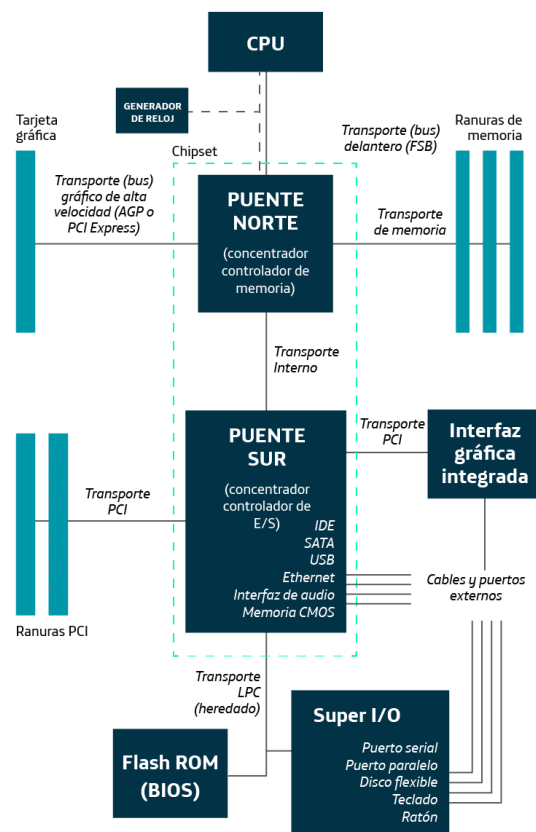 CPU
GENERADOR
DE RELOJ
Tarjeta
gráfica
Chipset
Transporte (bus)
delantero (FSB)
Ranuras de
memoria
Transporte (bus)
gráfico de alta
velocidad (AGP o
PCI Express)
PUENTE
NORTE
(concentrador
controlador de
memoria)
Transporte
de memoria
Transporte
Interno
PUENTE
SUR
(concentrador
controlador de
E/S)
IDE
SATA
USB
Ethernet
Interfaz de audio
Memoria CMOS
Transporte
PCI
Interfaz
gráfica
integrada
Transporte
PCI
Ranuras PCI
Cables y puertos
externos
Transporte
LPC
(heredado)
Flash ROM
(BIOS)
Super I/O
Puerto serial
Puerto paralelo
Disco flexible
Teclado
Ratón